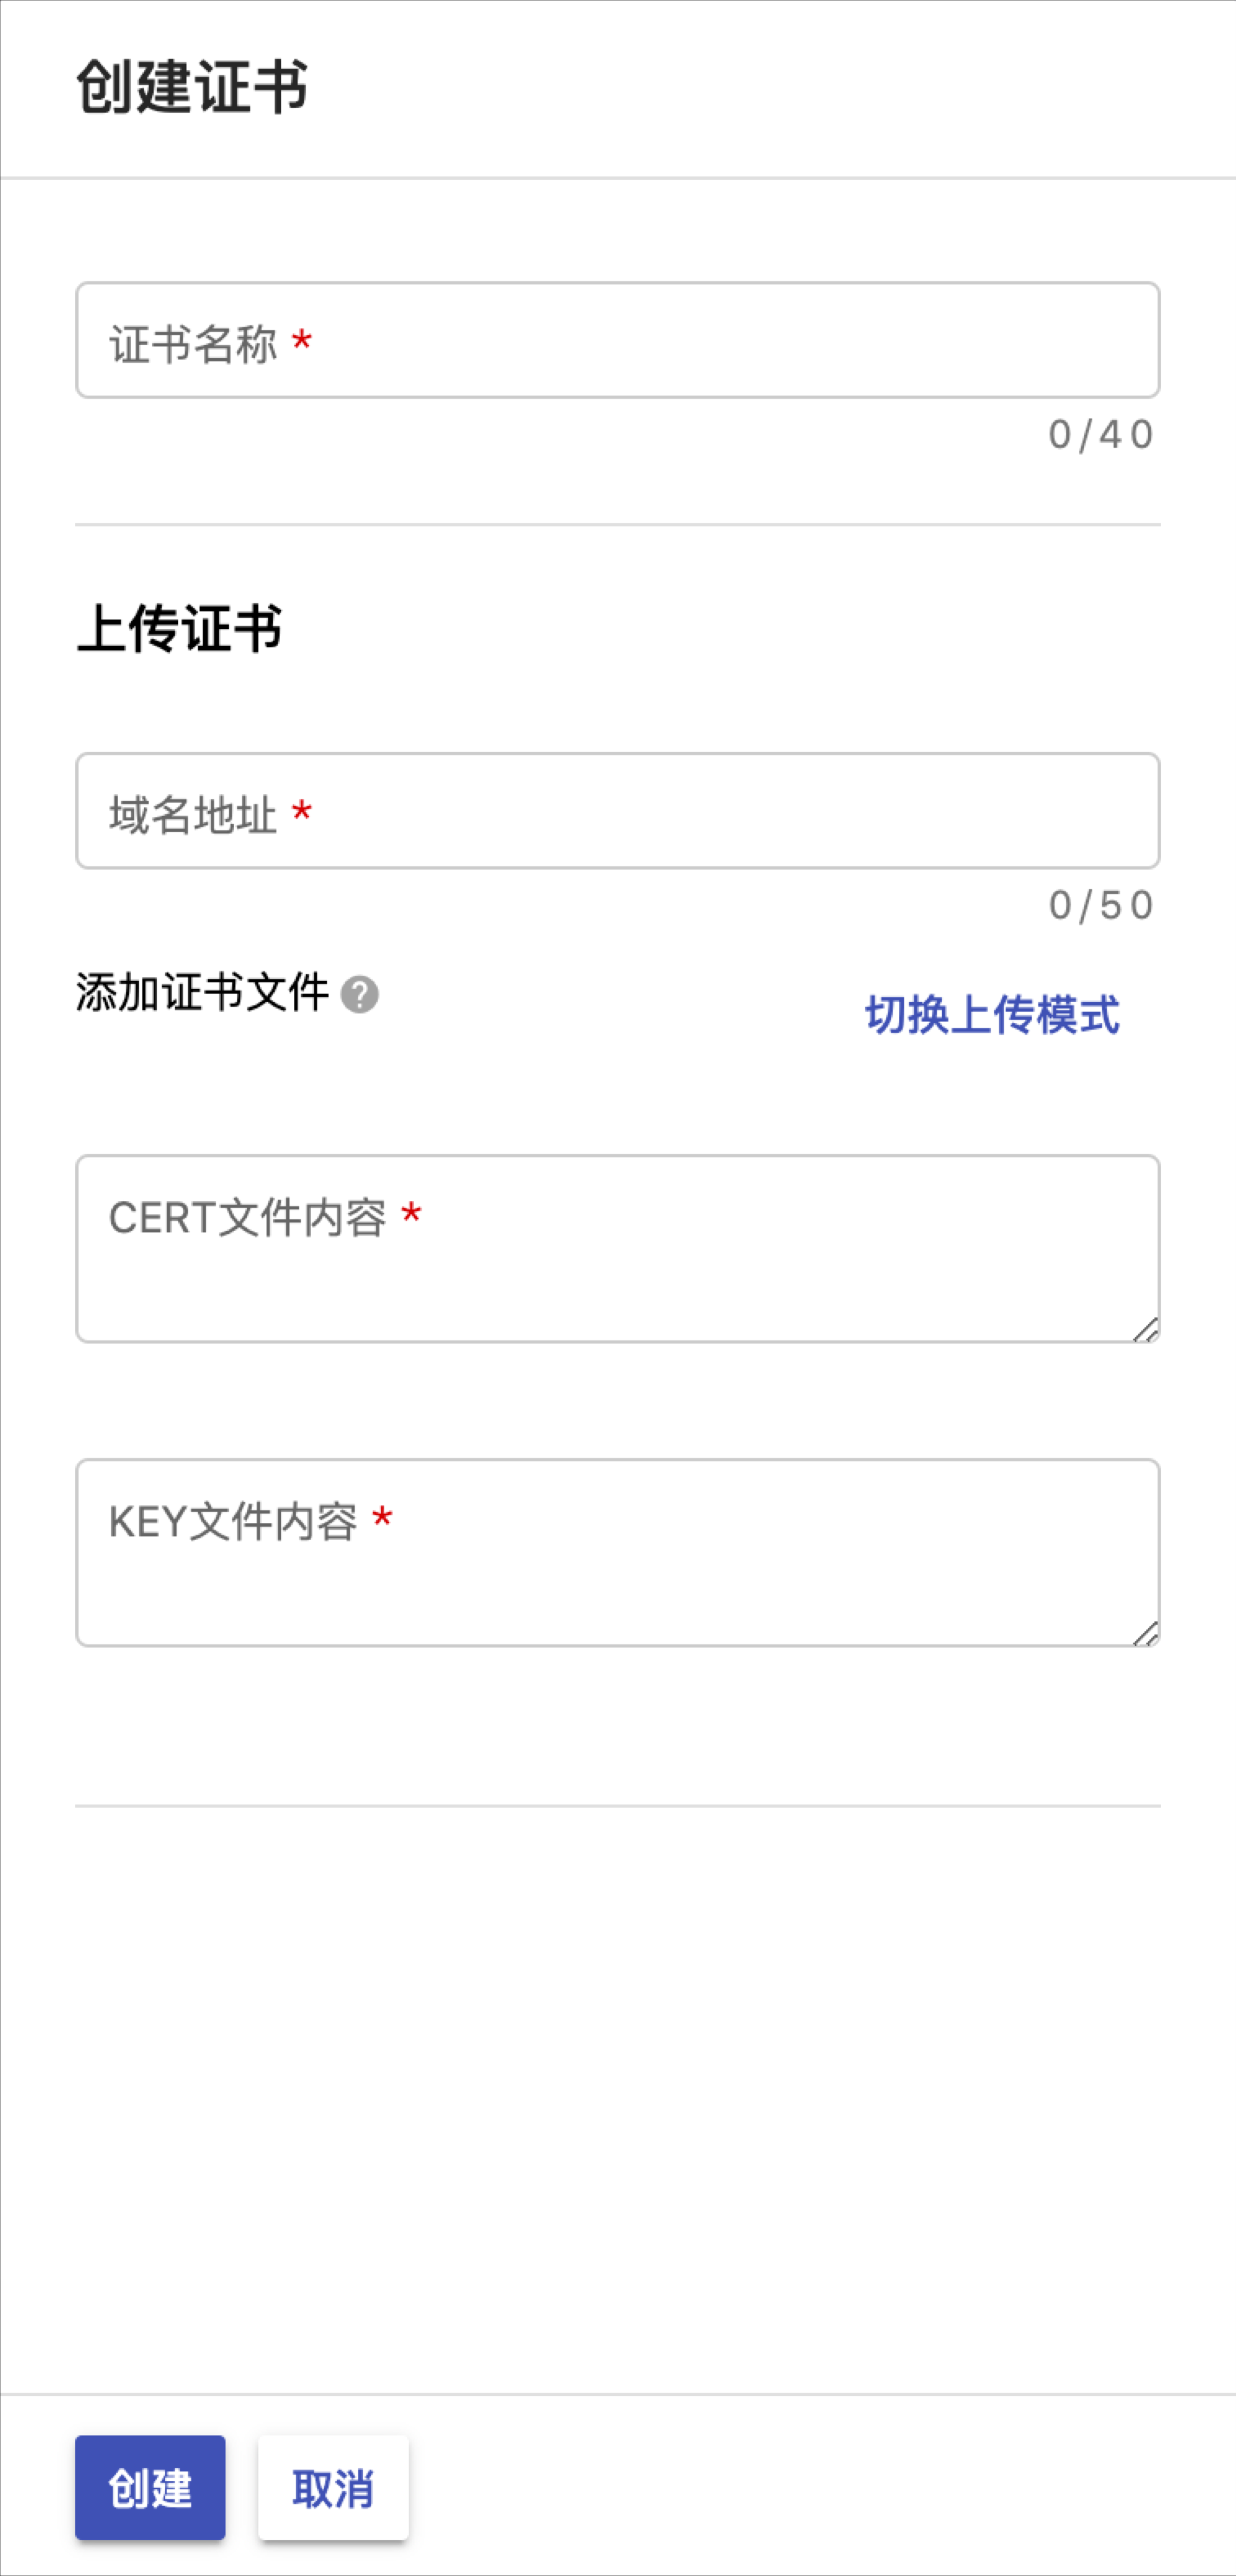 创建证书
证书名称 *
0/40
上传证书
域名地址 *
0/50
添加证书文件 ?
切换上传模式
CERT文件内容 *
KEY文件内容 *
创建 取消